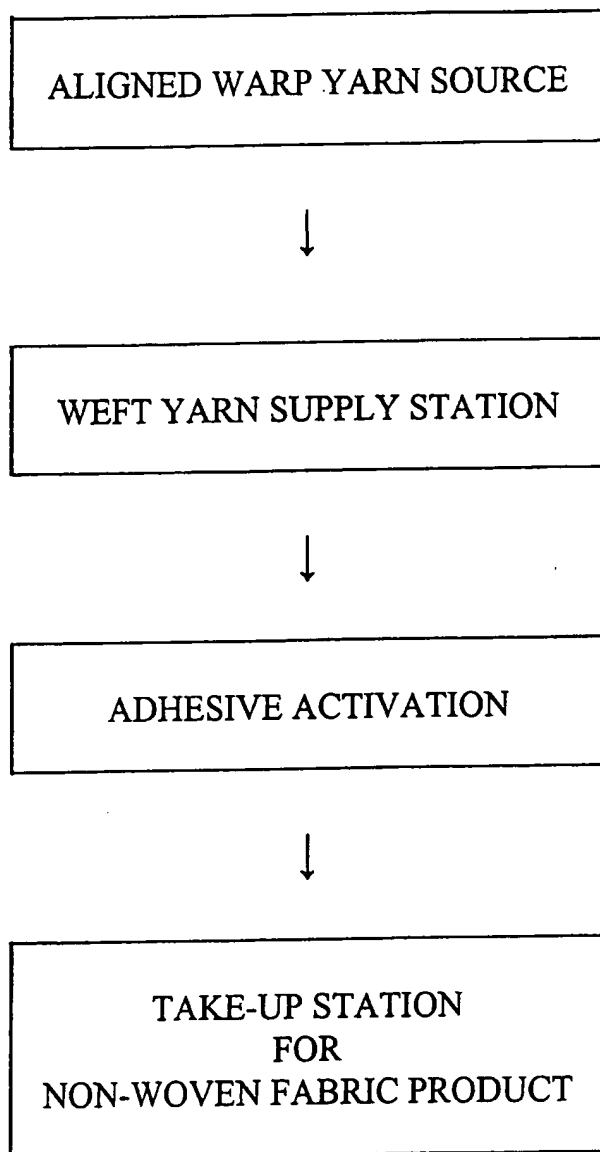 ALIGNED WARP YARN SOURCE
↓
WEFT YARN SUPPLY STATION
↓
ADHESIVE ACTIVATION
↓
TAKE-UP STATION
FOR
NON-WOVEN FABRIC PRODUCT